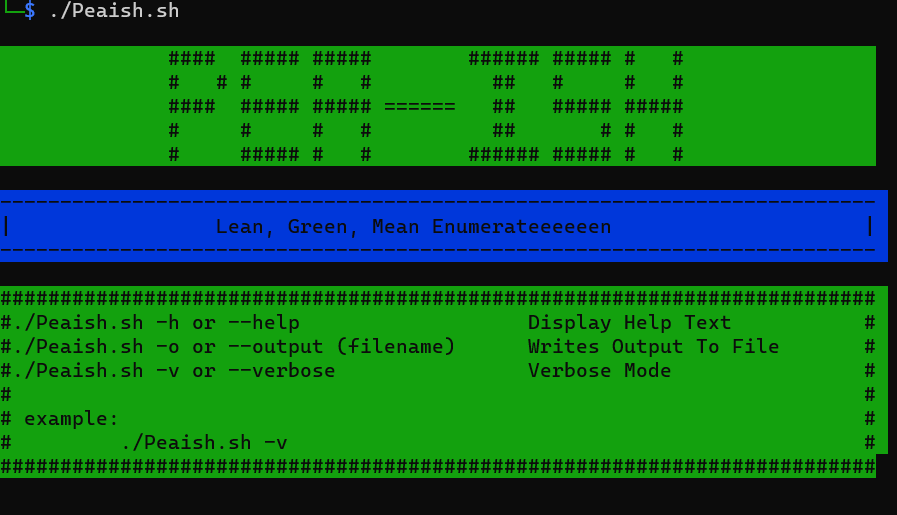 └─$ ./Peaish.sh
####  ##### #####        ###### ##### #   #
#   # #     #   #          ##   #     #   #
####  ##### ##### ======   ##   ##### #####
#     #     #   #          ##       # #   #
#     ##### #   #        ###### ##### #   #
-------------------------------------------------------------------------
|                 Lean, Green, Mean Enumerateeeeeen                     |
-------------------------------------------------------------------------
#########################################################################
#./Peaish.sh -h or --help                   Display Help Text           #
#./Peaish.sh -o or --output (filename)      Writes Output To File       #
#./Peaish.sh -v or --verbose                Verbose Mode                #
#                                                                       #
# example:                                                              #
#         ./Peaish.sh -v                                                #
#########################################################################